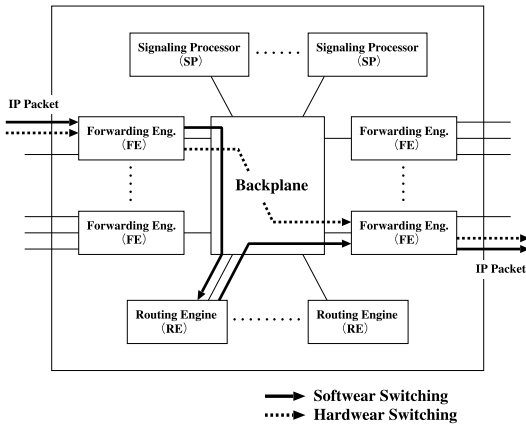 Signaling Processor
(SP)
Signaling Processor
(SP)
IP Packet
Forwarding Eng.
(FE)
Forwarding Eng.
(FE)
Backplane
Forwarding Eng.
(FE)
Forwarding Eng.
(FE)
IP Packet
Routing Engine
(RE)
Routing Engine
(RE)
Softwear Switching
Hardwear Switching